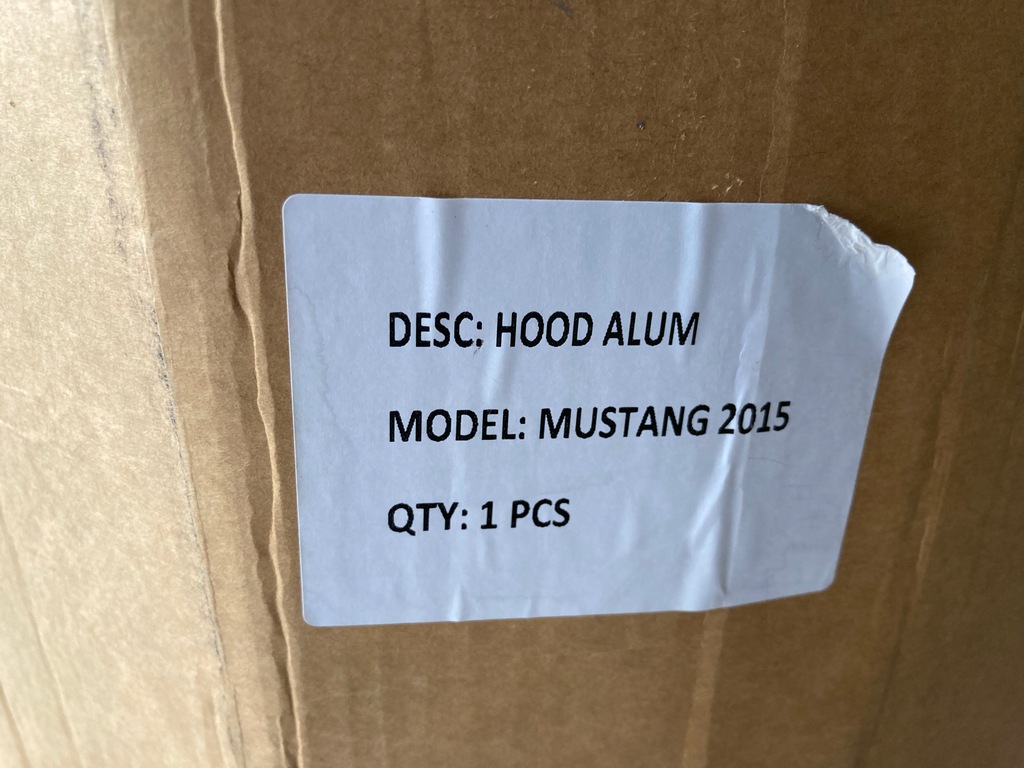 DESC: HOOD ALUM
MODEL: MUSTANG 2015
QTY: 1 PCS